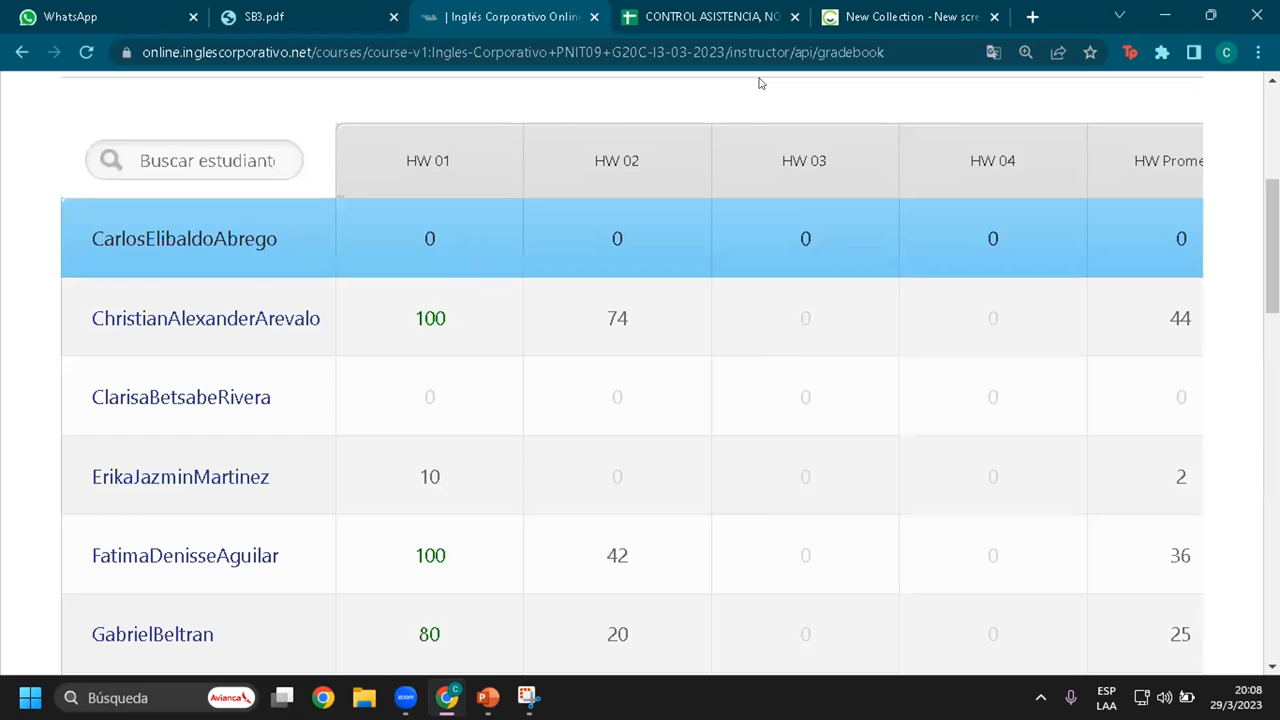 WhatsApp
SB3.pdf
| Inglés Corporativo Online
CONTROL ASISTENCIA, NO
New Collection - New scre
online.inglescorporativo.net/courses/course-v1:Ingles-Corporativo+PNIT09+G20C-I3-03-2023/instructor/api/gradebook
C
Buscar estudiant
HW 01
HW 02
HW 03
HW 04
HW Prome
CarlosElibaldoAbrego 0 0 0 0 0
ChristianAlexanderArevalo 100 74 0 0 44
ClarisaBetsabeRivera 0 0 0 0 0
ErikaJazminMartinez 10 0 0 0 2
FatimaDenisseAguilar 100 42 0 0 36
GabrielBeltran 80 20 0 0 25
Búsqueda
Avianca
zoom
C
P
ESP
LAA
20:08
29/3/2023